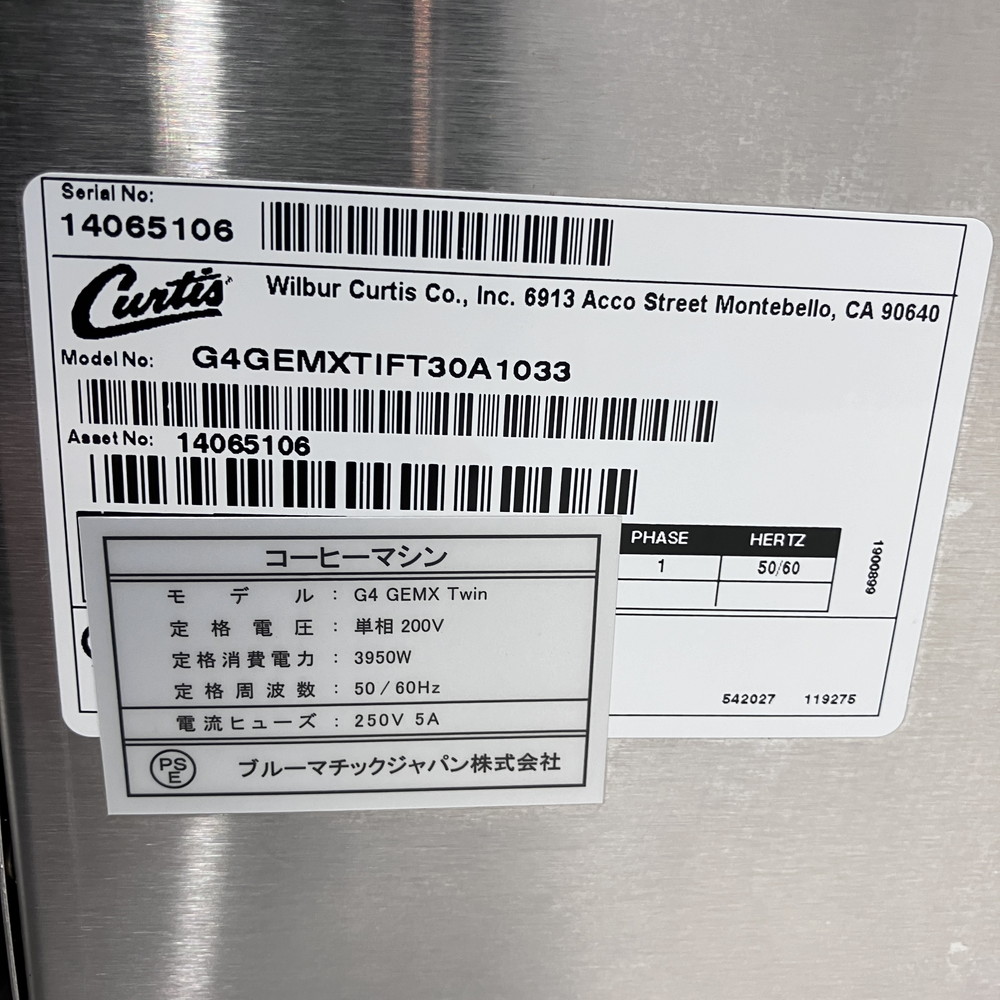 Serial No:
14065106
Curtis
Wilbur Curtis Co., Inc. 6913 Acco Street Montebello, CA 90640
Model No: G4GEMXTIFT30A1033
Asset No: 14065106
PHASE HERTZ
1 50/60
1900899
コーヒーマシン
モデル : G4 GEMX Twin
定格電圧 : 単相 200V
定格消費電力 : 3950W
定格周波数 : 50 / 60Hz
電流ヒューズ : 250V 5A
PSE ブルーマチックジャパン株式会社
542027 119275